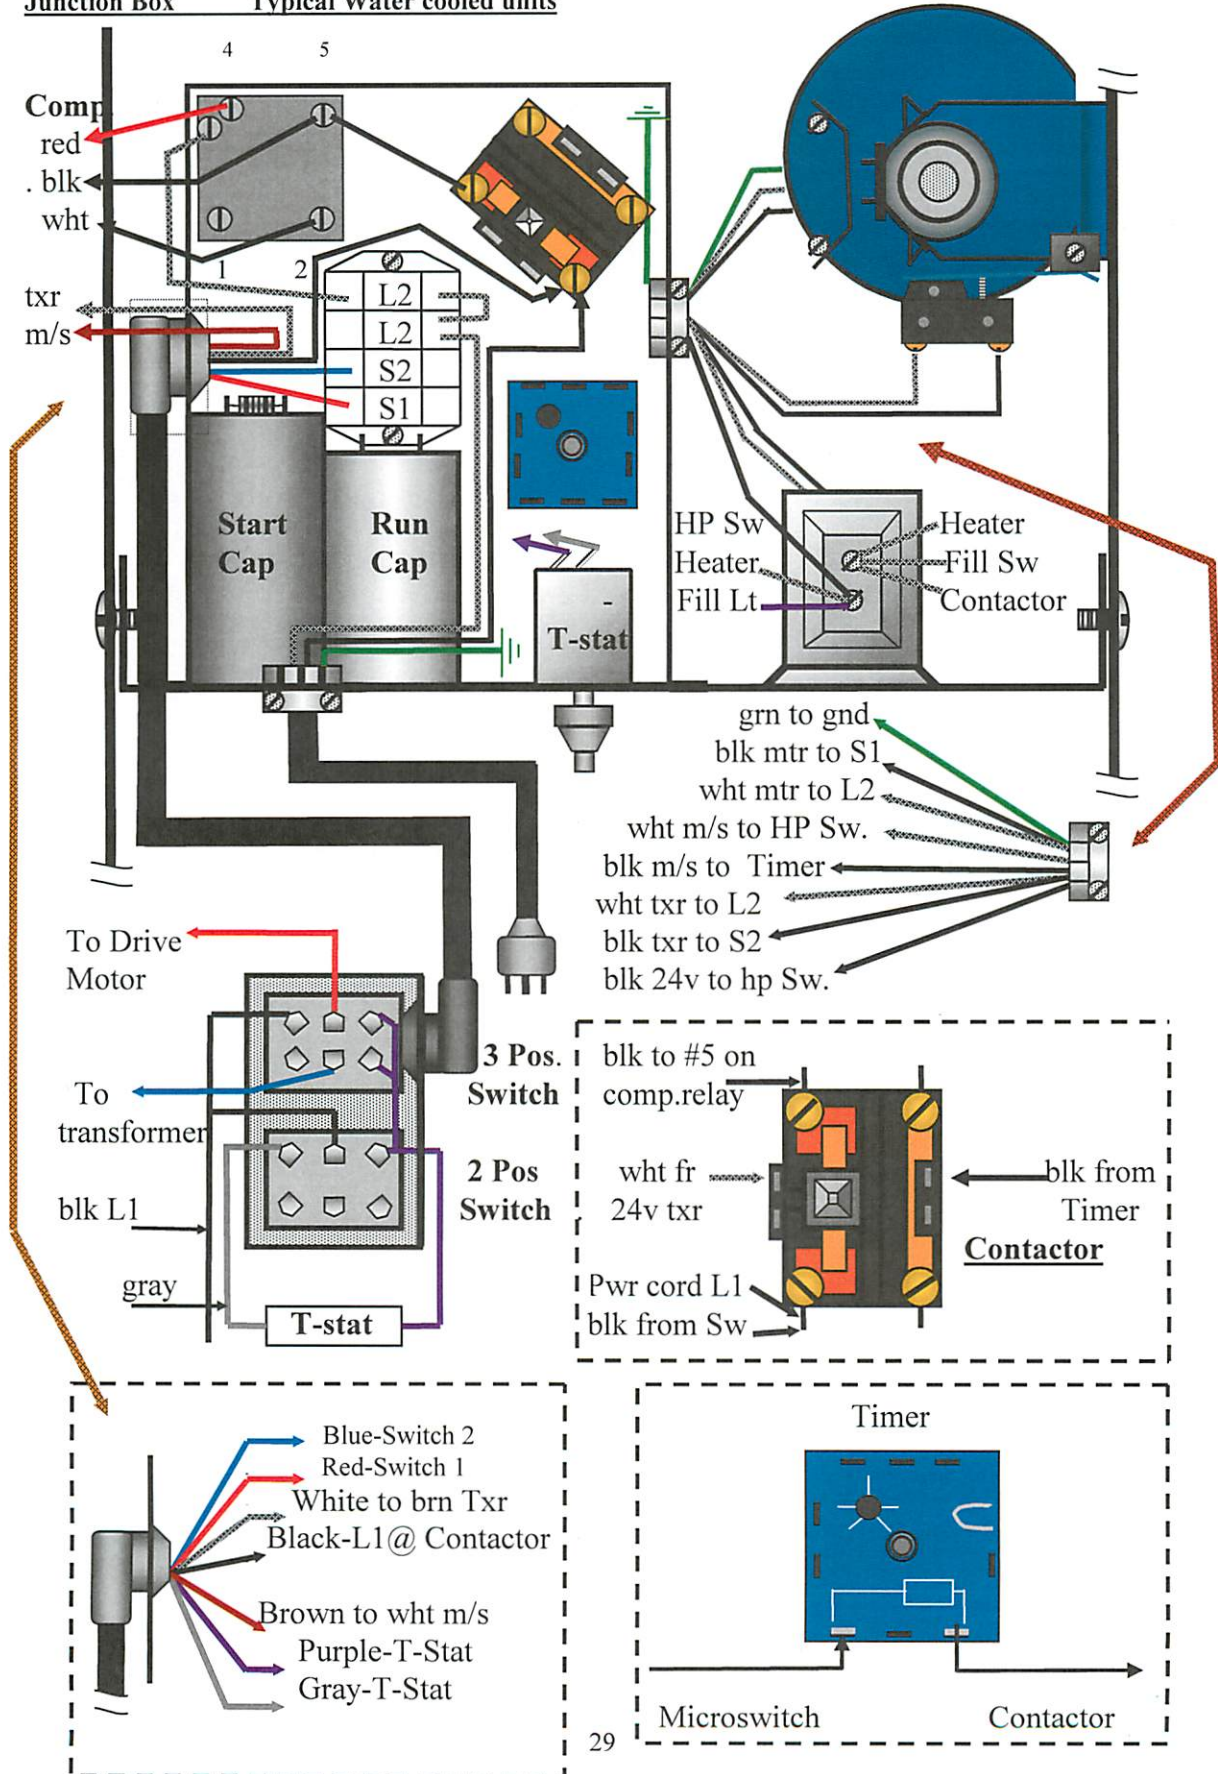 Junction Box Typical Water cooled units
4 5
Comp.
red
. blk
wht
1 2
txr
m/s
L2
L2
S2
S1
Start
Cap
Run
Cap
T-stat
-
HP Sw
Heater
Fill Lt
Heater
Fill Sw
Contactor
grn to gnd
blk mtr to S1
wht mtr to L2
wht m/s to HP Sw.
blk m/s to Timer
wht txr to L2
blk txr to S2
blk 24v to hp Sw.
To Drive
Motor
3 Pos.
Switch
To
transformer
2 Pos
Switch
blk L1
gray
T-stat
blk to #5 on
comp.relay
wht fr
24v txr
blk from
Timer
Contactor
Pwr cord L1
blk from Sw
Blue-Switch 2
Red-Switch 1
White to brn Txr
Black-L1@ Contactor
Brown to wht m/s
Purple-T-Stat
Gray-T-Stat
Timer
Microswitch
Contactor
29